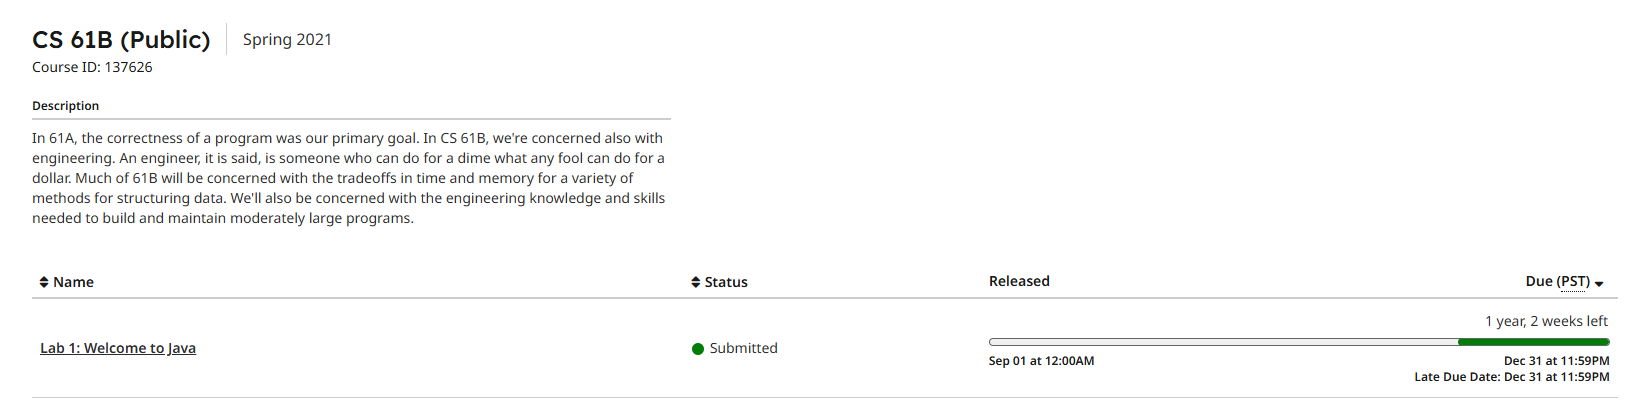 CS 61B (Public)
Spring 2021
Course ID: 137626
Description
In 61A, the correctness of a program was our primary goal. In CS 61B, we're concerned also with
engineering. An engineer, it is said, is someone who can do for a dime what any fool can do for a
dollar. Much of 61B will be concerned with the tradeoffs in time and memory for a variety of
methods for structuring data. We'll also be concerned with the engineering knowledge and skills
needed to build and maintain moderately large programs.
Name
Status
Released
Due (PST)
Lab 1: Welcome to Java
Submitted
1 year, 2 weeks left
Sep 01 at 12:00AM
Dec 31 at 11:59PM
Late Due Date: Dec 31 at 11:59PM